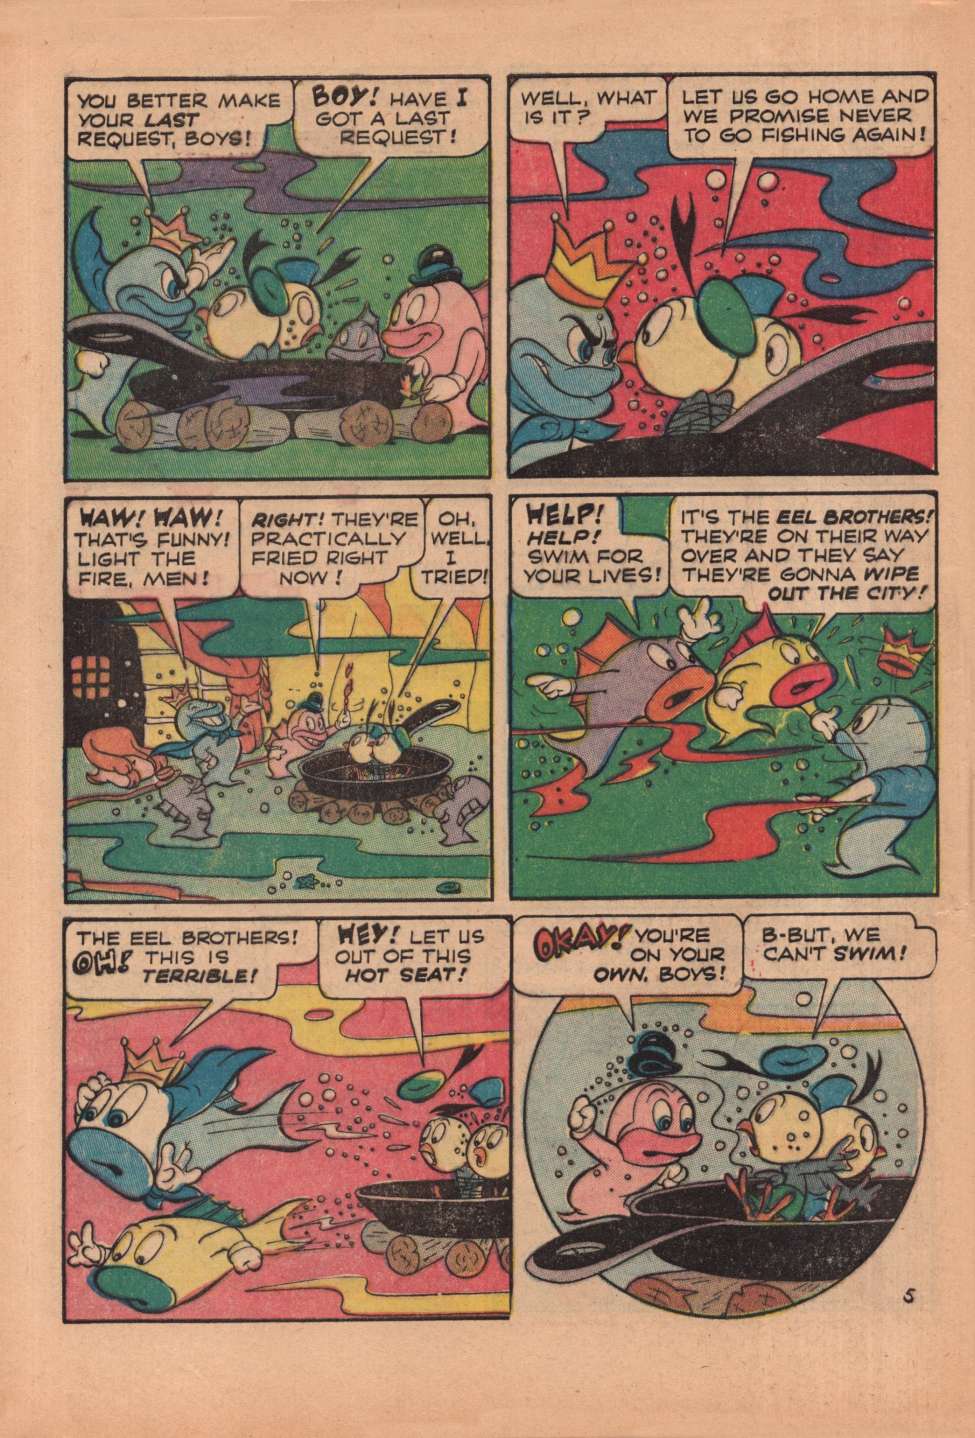 YOU BETTER MAKE
YOUR LAST
REQUEST, BOYS!
BOY! HAVE I
GOT A LAST
REQUEST!
WELL, WHAT
IS IT?
LET US GO HOME AND
WE PROMISE NEVER
TO GO FISHING AGAIN!
HAW! HAW!
THAT'S FUNNY!
LIGHT THE
FIRE, MEN!
RIGHT! THEY'RE
PRACTICALLY
FRIED RIGHT
NOW!
OH,
WELL,
I
TRIED!
HELP!
HELP!
SWIM FOR
YOUR LIVES!
IT'S THE EEL BROTHERS!
THEY'RE ON THEIR WAY
OVER AND THEY SAY
THEY'RE GONNA WIPE
OUT THE CITY!
THE EEL BROTHERS!
OH! THIS IS
TERRIBLE!
HEY! LET US
OUT OF THIS
HOT SEAT!
OKAY! YOU'RE
ON YOUR
OWN, BOYS!
B-BUT, WE
CAN'T SWIM!
5